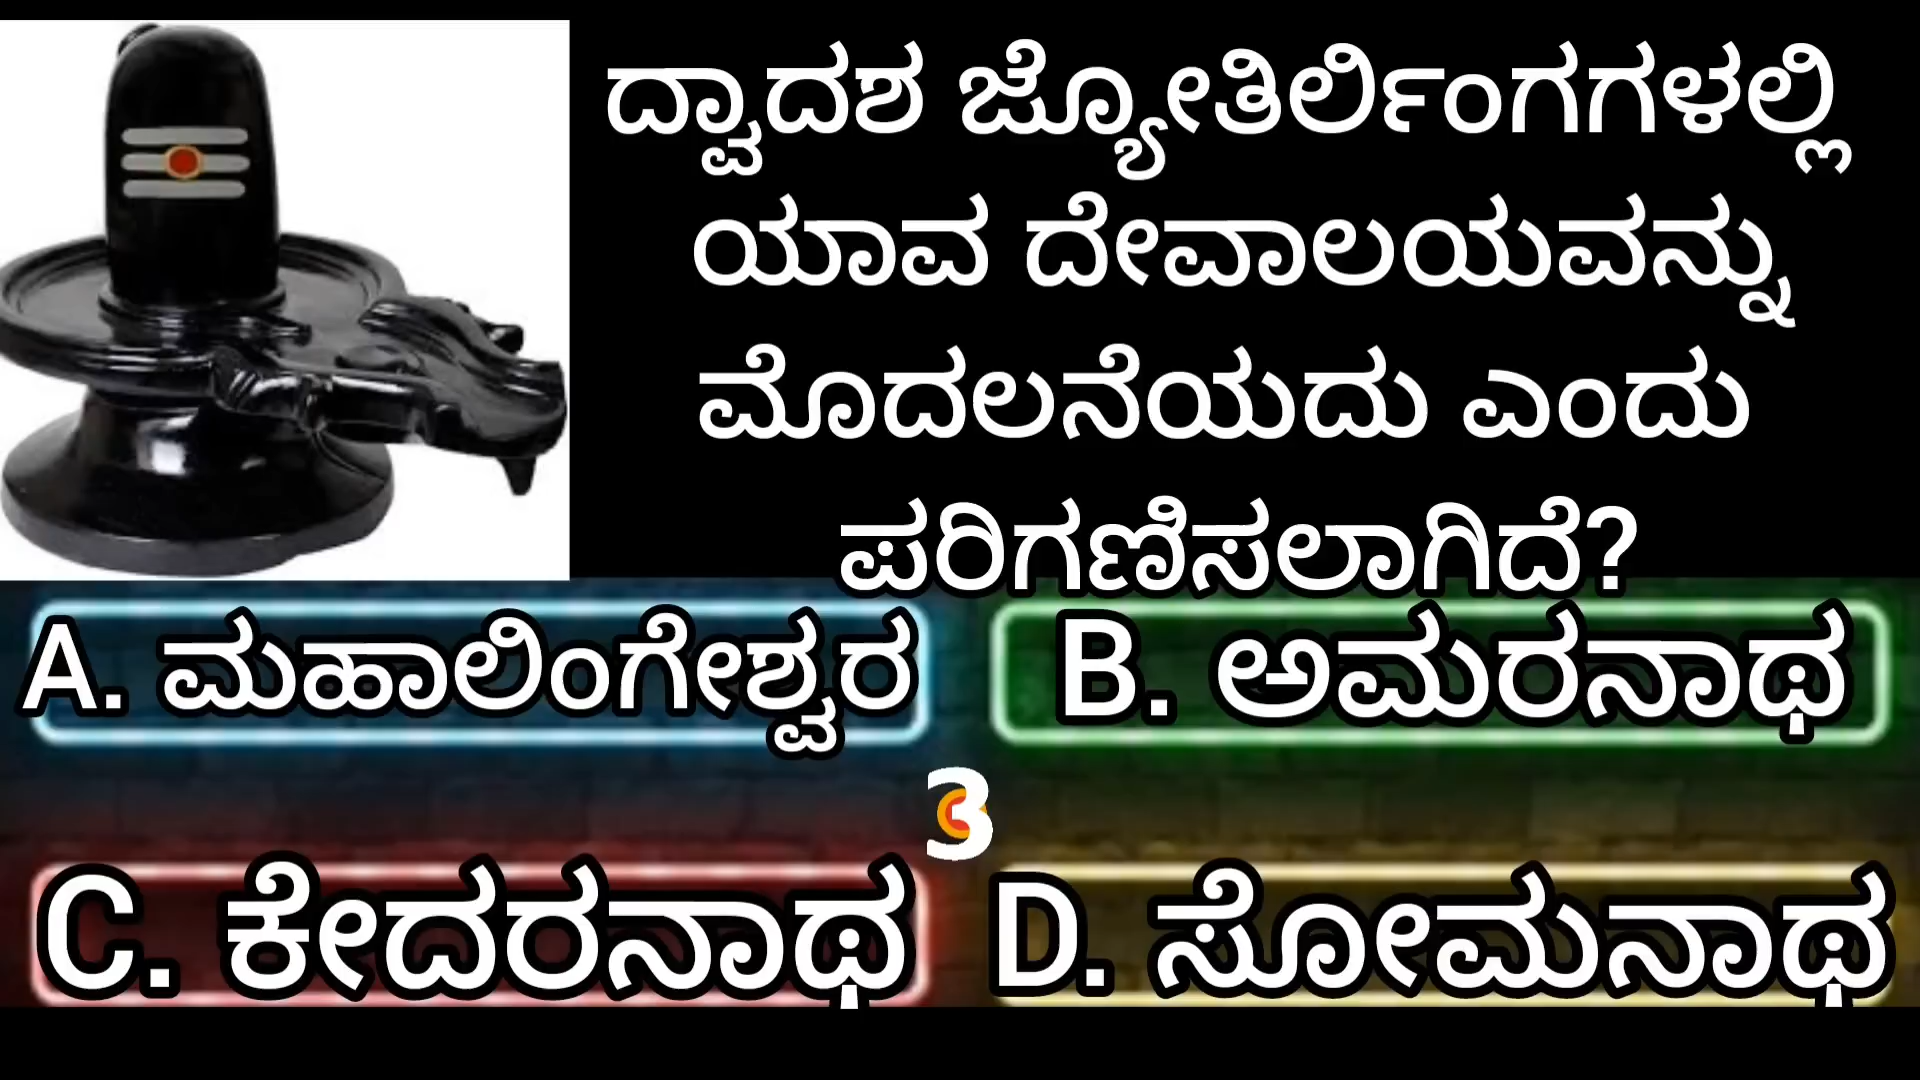 ದ್ವಾದಶ ಜ್ಯೋತಿರ್ಲಿಂಗಗಳಲ್ಲಿ
ಯಾವ ದೇವಾಲಯವನ್ನು
ಮೊದಲನೆಯದು ಎಂದು
ಪರಿಗಣಿಸಲಾಗಿದೆ?
A. ಮಹಾಲಿಂಗೇಶ್ವರ
B. ಅಮರನಾಥ
3
C. ಕೇದರನಾಥ
D. ಸೋಮನಾಥ